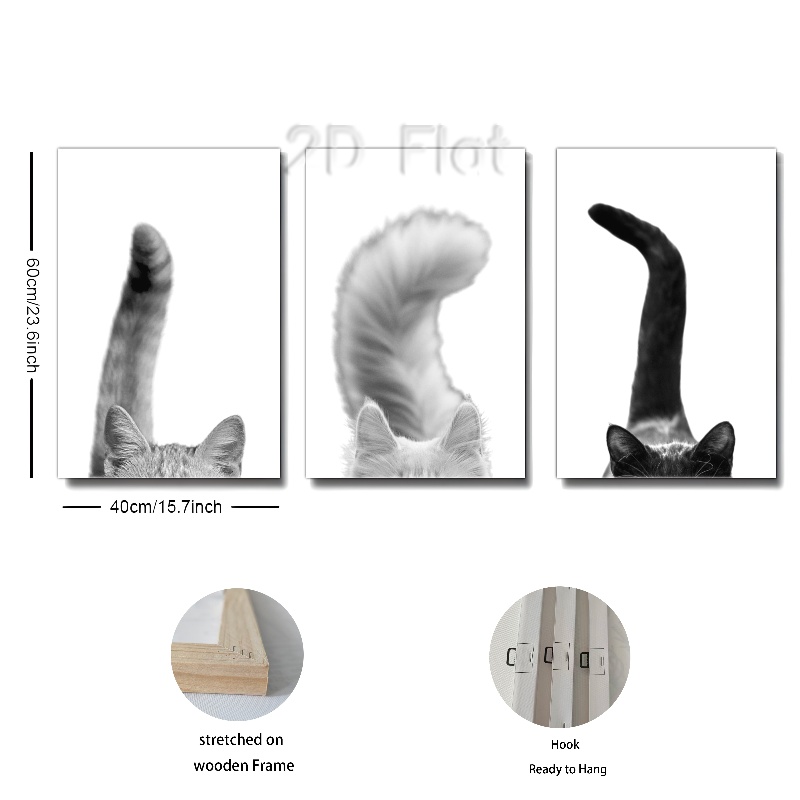 2D Flat
60cm/23.6inch
40cm/15.7inch
stretched on
wooden Frame
Hook
Ready to Hang